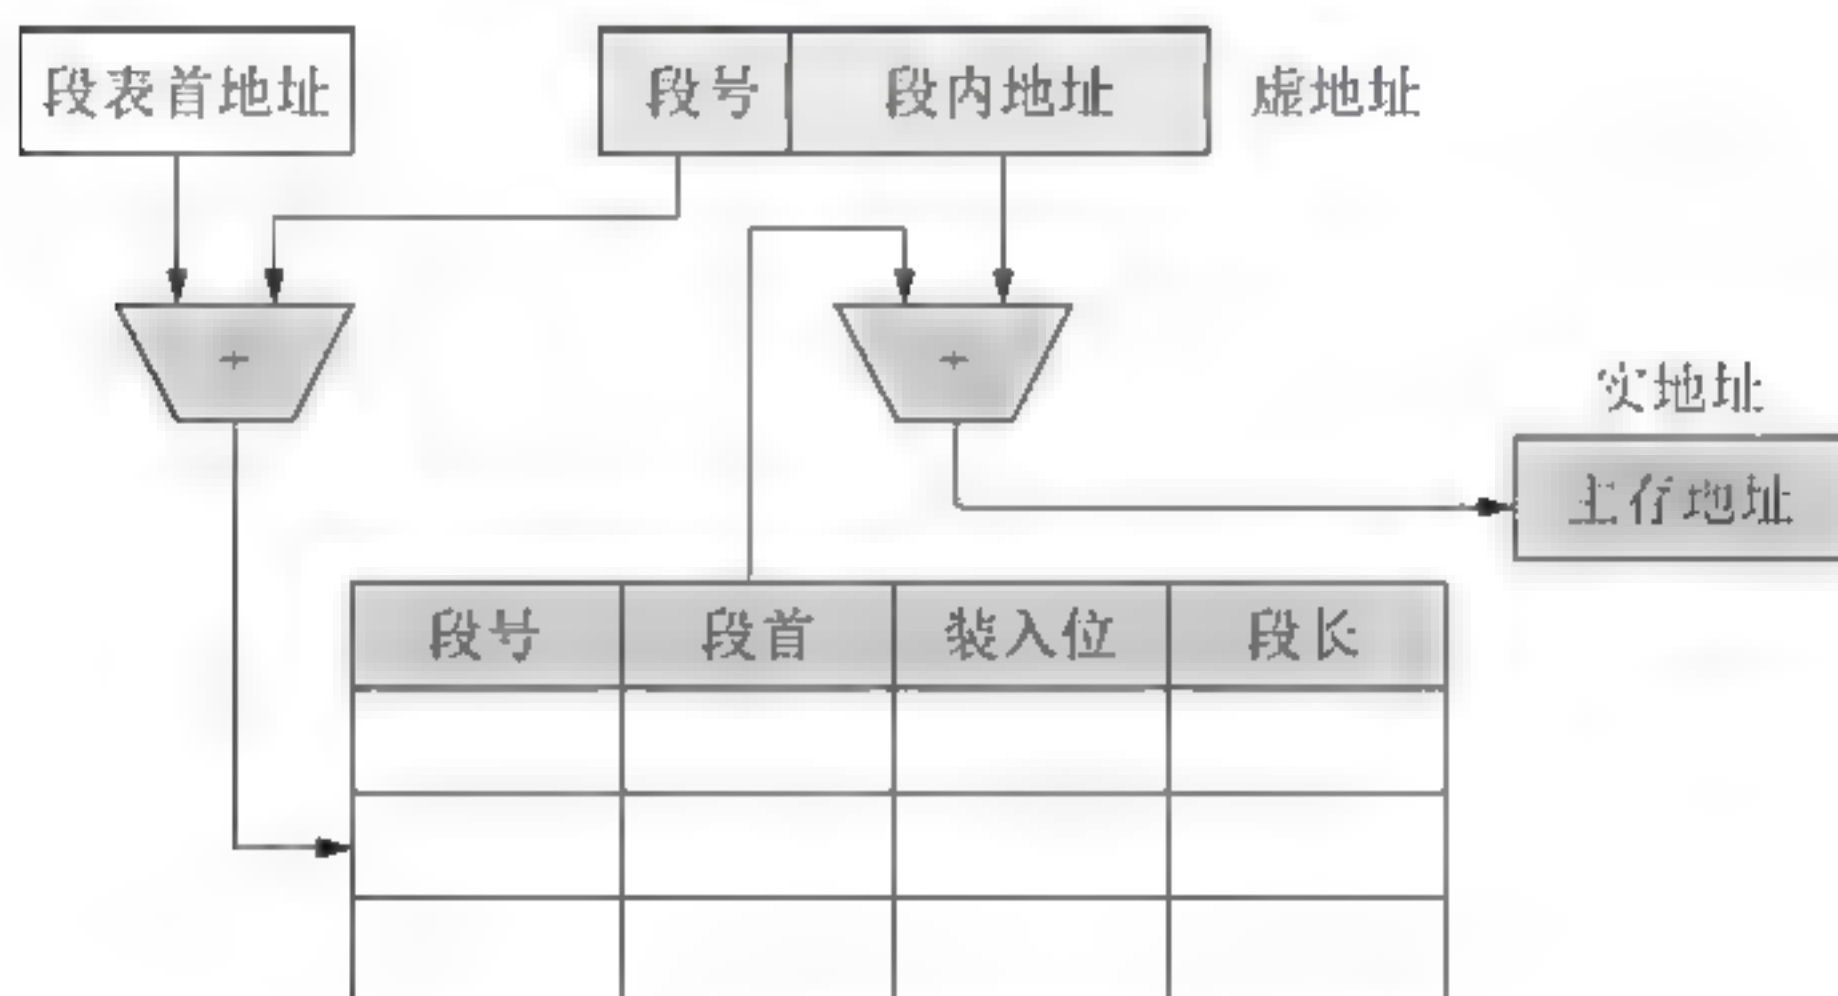 段表首地址
段号 段内地址 虚地址
+ +
实地址
主存地址
段号 段首 装入位 段长